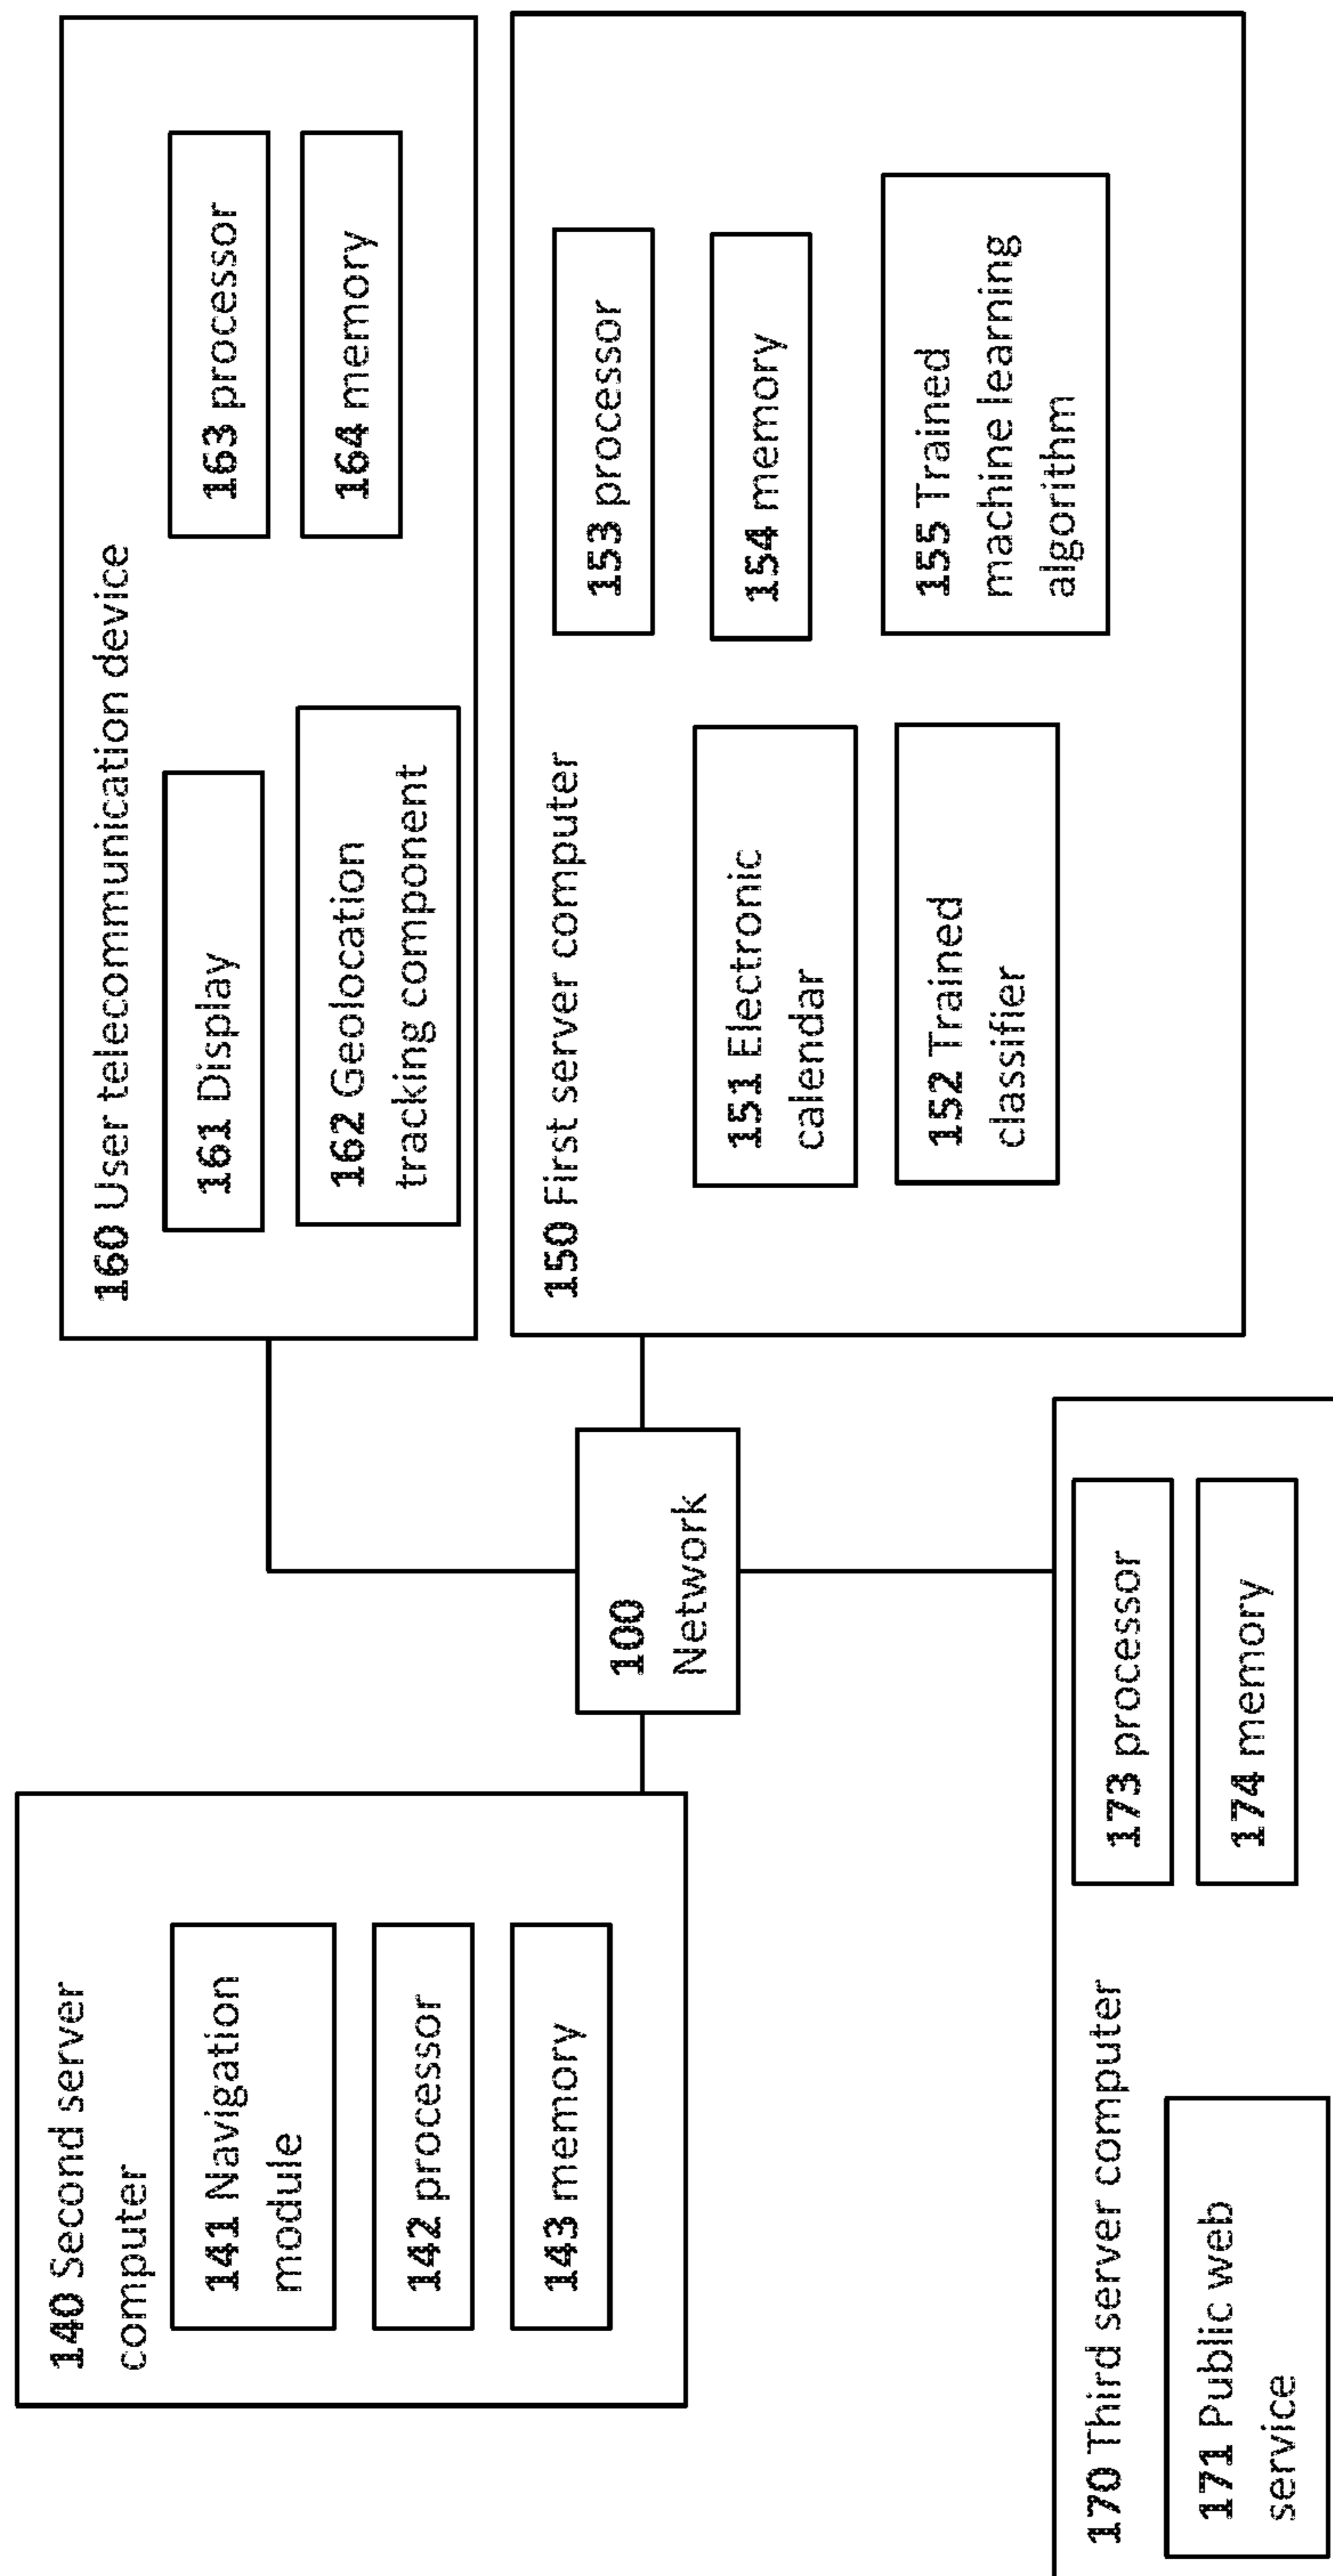 140 Second server
computer
141 Navigation
module
142 processor
143 memory
160 User telecommunication device
161 Display
162 Geolocation
tracking component
163 processor
164 memory
100
Network
150 First server computer
151 Electronic
calendar
152 Trained
classifier
153 processor
154 memory
155 Trained
machine learning
algorithm
170 Third server computer
171 Public web
service
173 processor
174 memory